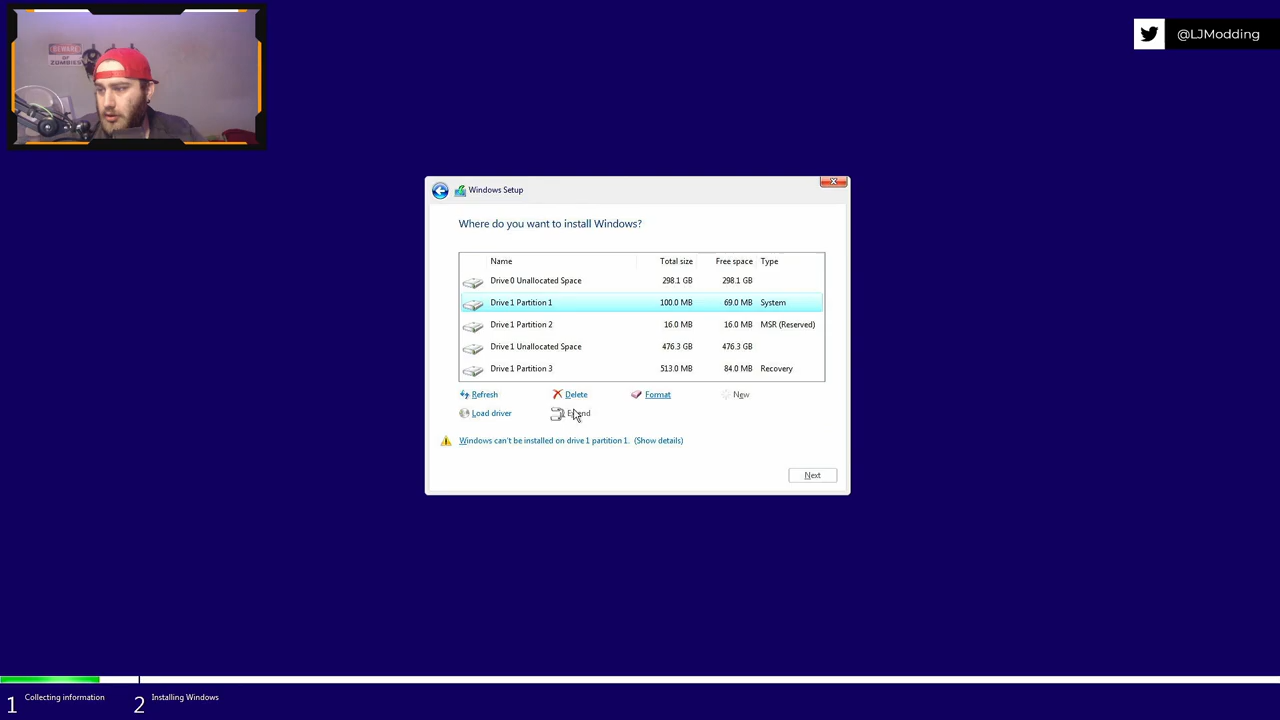 BEWARE
OF
ZOMBIES
@LJModding
Windows Setup
Where do you want to install Windows?
Name Total size Free space Type
Drive 0 Unallocated Space 298.1 GB 298.1 GB
Drive 1 Partition 1 100.0 MB 69.0 MB System
Drive 1 Partition 2 16.0 MB 16.0 MB MSR (Reserved)
Drive 1 Unallocated Space 476.3 GB 476.3 GB
Drive 1 Partition 3 513.0 MB 84.0 MB Recovery
Refresh Delete Format New
Load driver Extend
Windows can't be installed on drive 1 partition 1. (Show details)
Next
1 Collecting information 2 Installing Windows